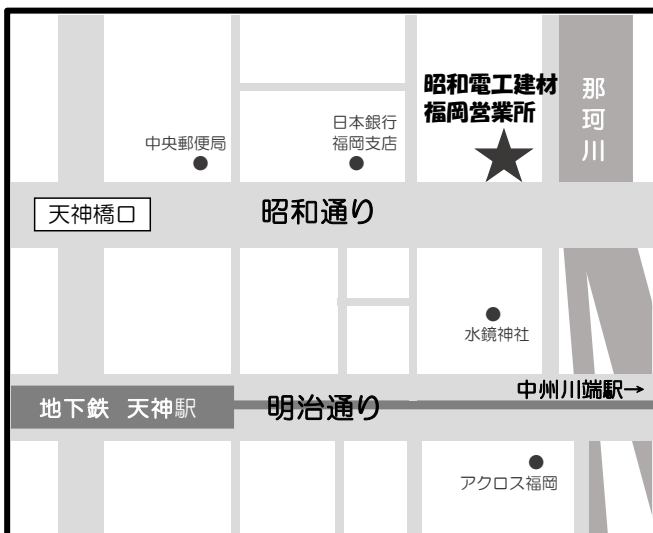 昭和電工建材
福岡営業所
那珂川
日本銀行
福岡支店
中央郵便局
天神橋口
昭和通り
水鏡神社
中州川端駅→
地下鉄 天神駅
明治通り
アクロス福岡